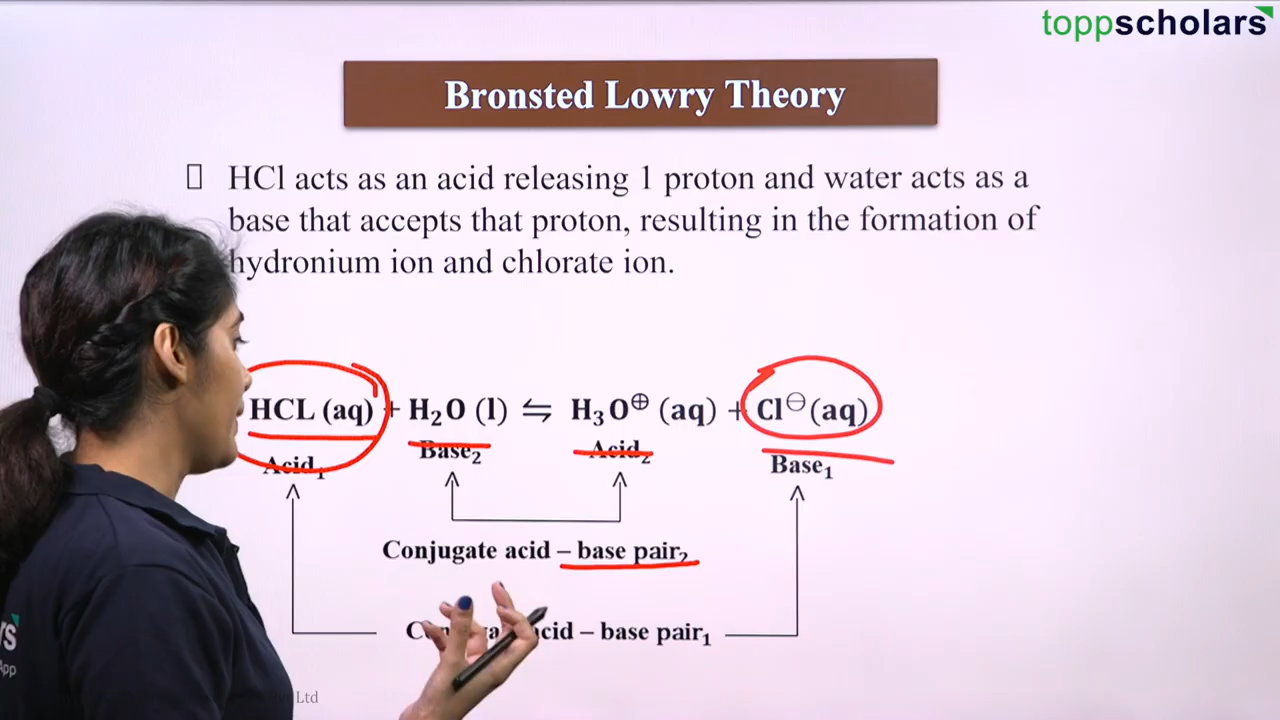 toppscholars
Bronsted Lowry Theory
HCl acts as an acid releasing 1 proton and water acts as a
base that accepts that proton, resulting in the formation of
hydronium ion and chlorate ion.
HCL (aq) + H₂O (l) ⇋ H₃O⊕ (aq) + Cl⊖ (aq)
Acid₁ Base₂ Acid₂ Base₁
Conjugate acid – base pair₂
acid – base pair₁
App
Ltd